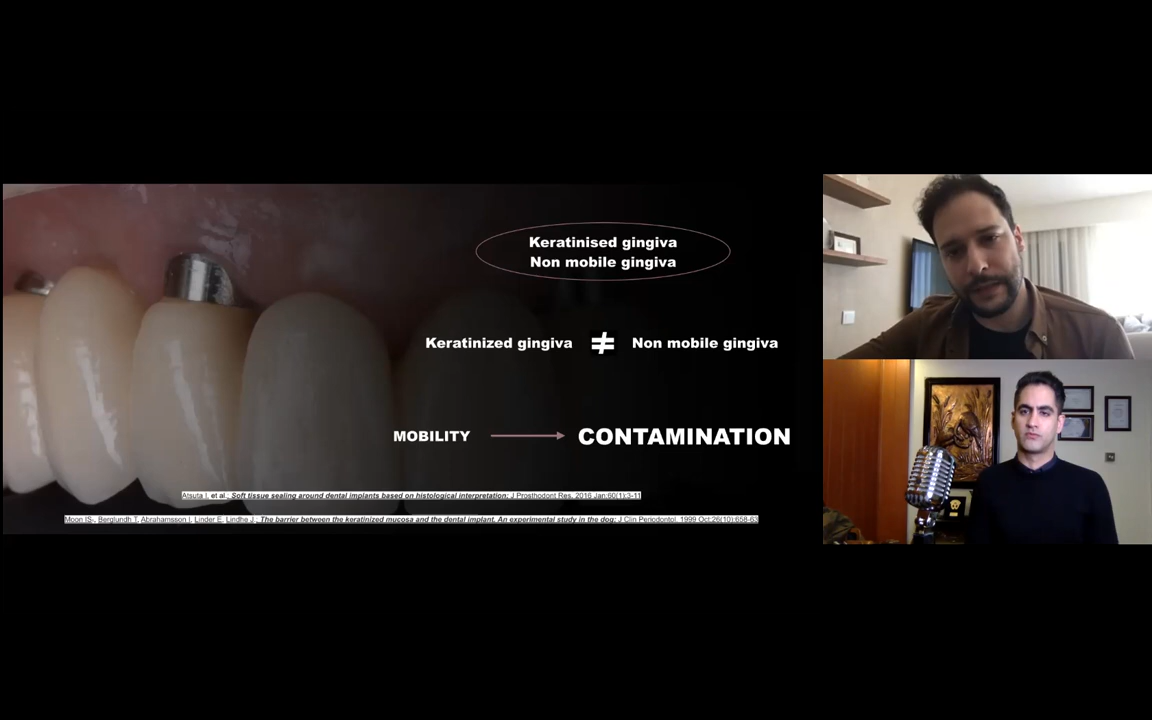 Keratinised gingiva
Non mobile gingiva
Keratinized gingiva ≠ Non mobile gingiva
MOBILITY → CONTAMINATION
Atsuta I, et al.; Soft tissue sealing around dental implants based on histological interpretation; J Prosthodont Res. 2016 Jan;60(1):3-11
Moon IS-, Berglundh T, Abrahamsson I, Linder E, Lindhe J.; The barrier between the keratinized mucosa and the dental implant. An experimental study in the dog; J Clin Periodontol. 1999 Oct;26(10):658-63